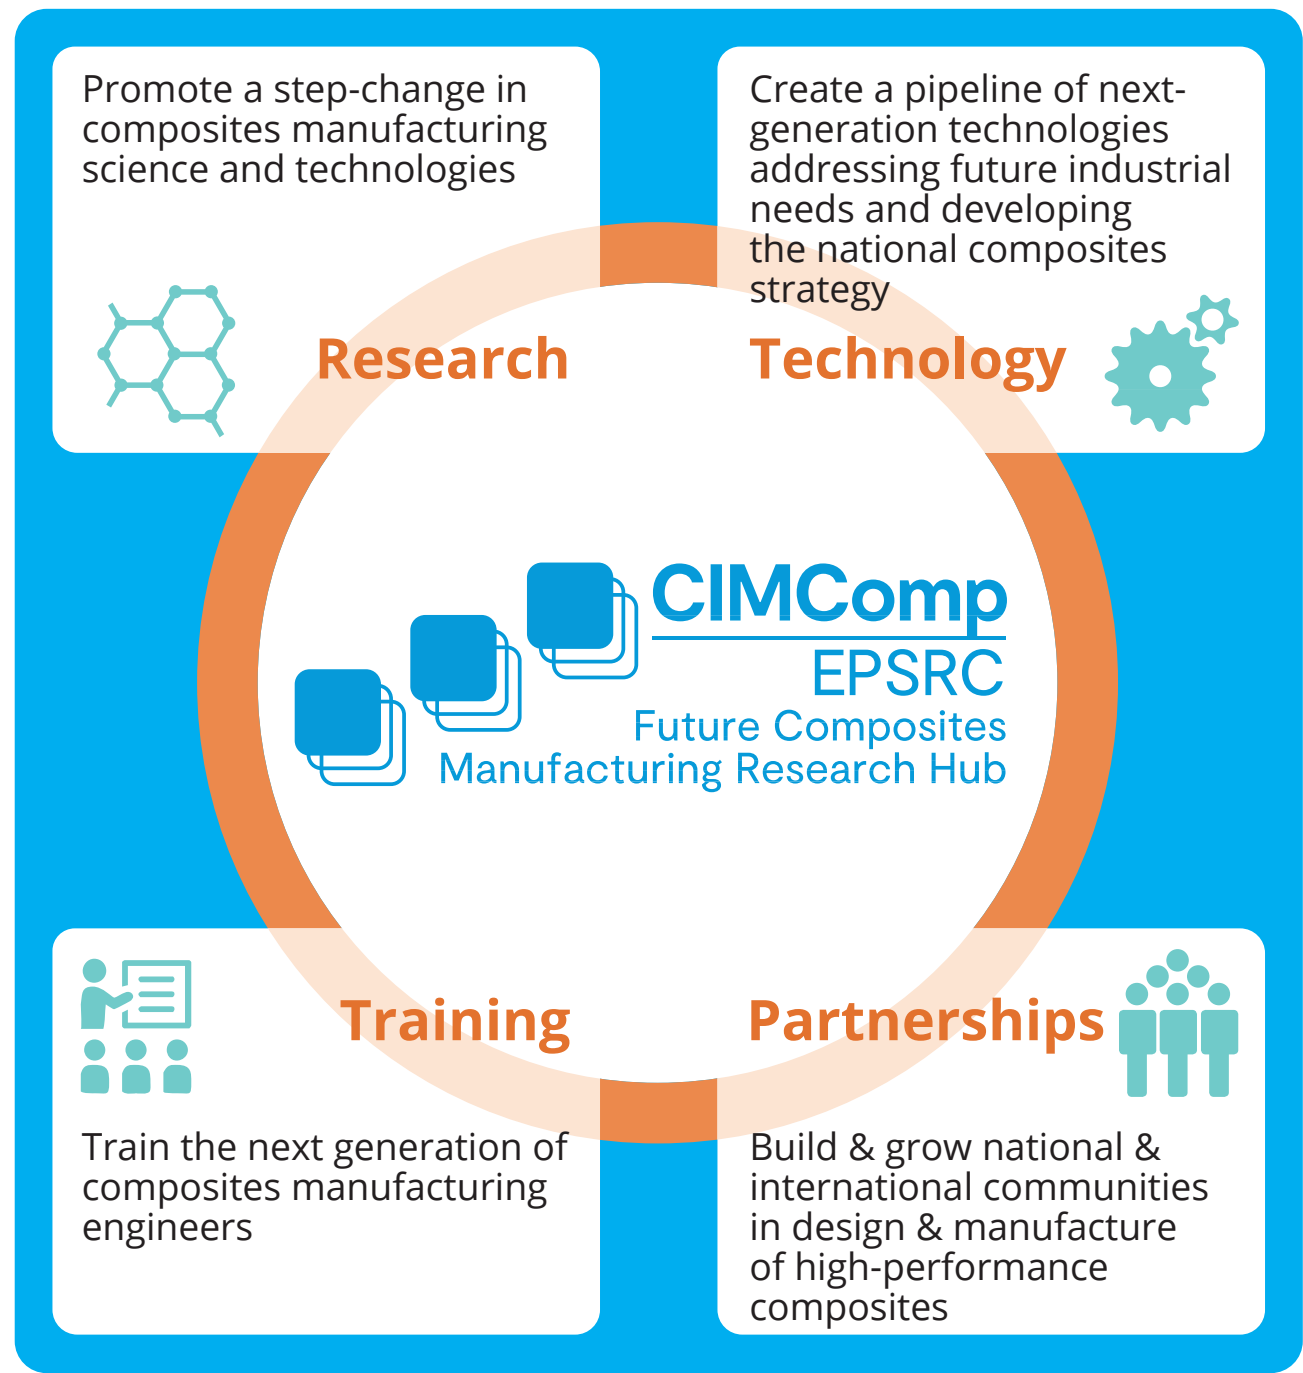 Promote a step-change in
composites manufacturing
science and technologies
Research
Create a pipeline of next-
generation technologies
addressing future industrial
needs and developing
the national composites
strategy
Technology
CIMComp
EPSRC
Future Composites
Manufacturing Research Hub
Training
Train the next generation of
composites manufacturing
engineers
Partnerships
Build & grow national &
international communities
in design & manufacture
of high-performance
composites